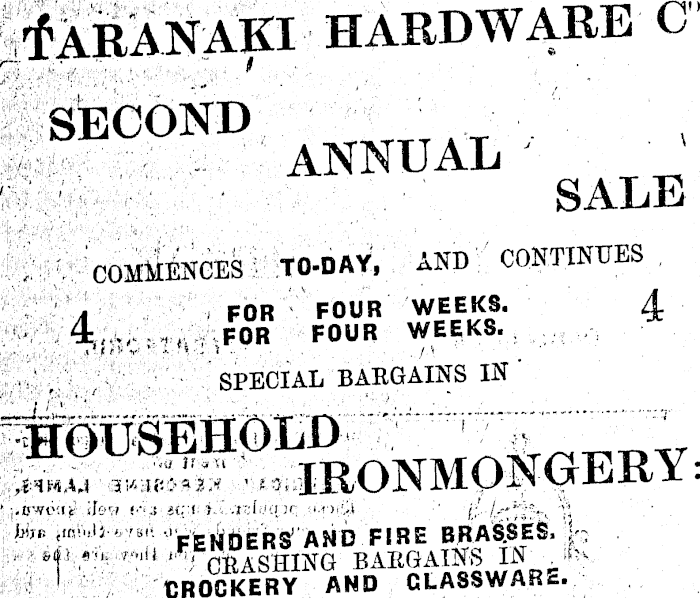 TARANAKI HARDWARE Co
SECOND
ANNUAL
SALE
COMMENCES TO-DAY, AND CONTINUES
4 FOR FOUR WEEKS. 4
FOR FOUR WEEKS.
SPECIAL BARGAINS IN
HOUSEHOLD
IRONMONGERY:
FENDERS AND FIRE BRASSES.
CRASHING BARGAINS IN
CROCKERY AND GLASSWARE.